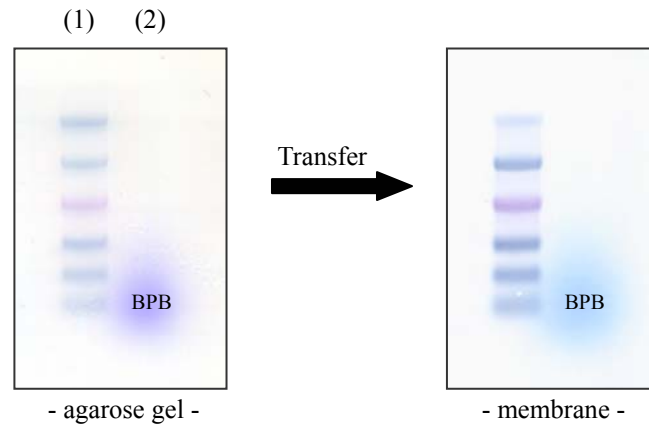 (1) (2)
Transfer
BPB
BPB
- agarose gel -
- membrane -